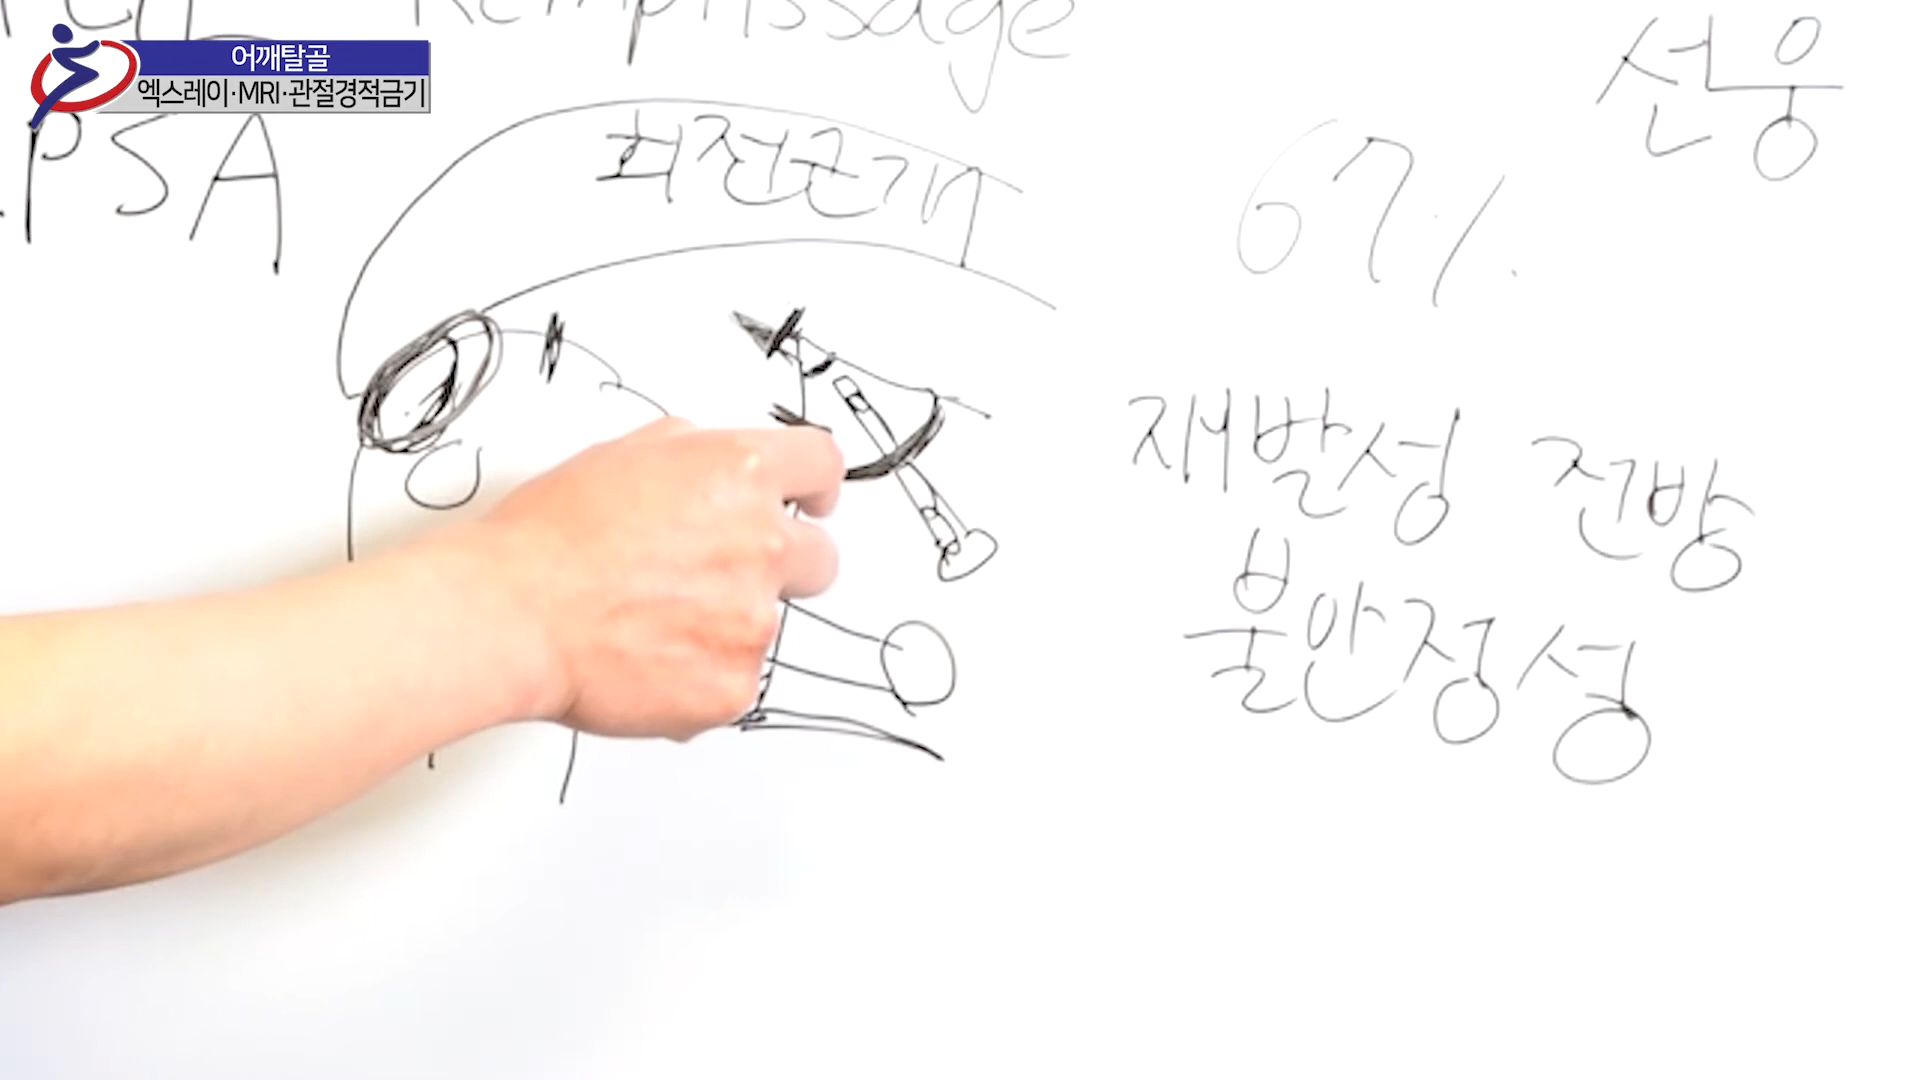 Remplissage
어깨탈골
엑스레이·MRI·관절경적금기
선웅
.PSA
회전근개
67%.
재발성 전방
불안정성